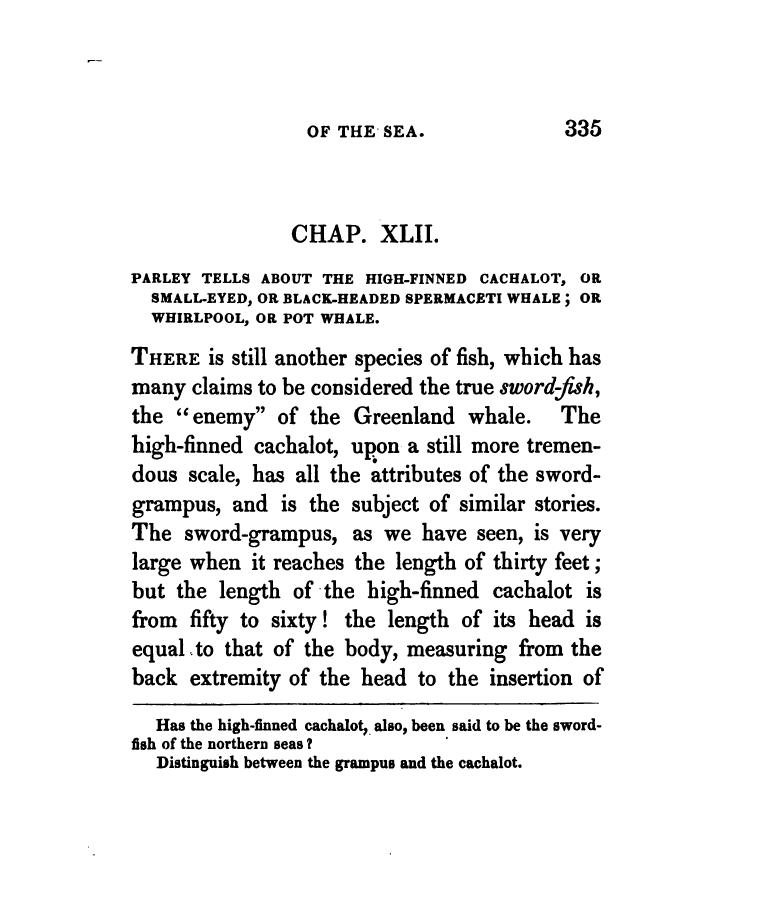 OF THE SEA. 335
CHAP. XLII.
PARLEY TELLS ABOUT THE HIGH-FINNED CACHALOT, OR
SMALL-EYED, OR BLACK-HEADED SPERMACETI WHALE; OR
WHIRLPOOL, OR POT WHALE.
THERE is still another species of fish, which has
many claims to be considered the true sword-fish,
the "enemy" of the Greenland whale. The
high-finned cachalot, upon a still more tremen-
dous scale, has all the attributes of the sword-
grampus, and is the subject of similar stories.
The sword-grampus, as we have seen, is very
large when it reaches the length of thirty feet;
but the length of the high-finned cachalot is
from fifty to sixty! the length of its head is
equal to that of the body, measuring from the
back extremity of the head to the insertion of
Has the high-finned cachalot, also, been said to be the sword-
fish of the northern seas?
Distinguish between the grampus and the cachalot.